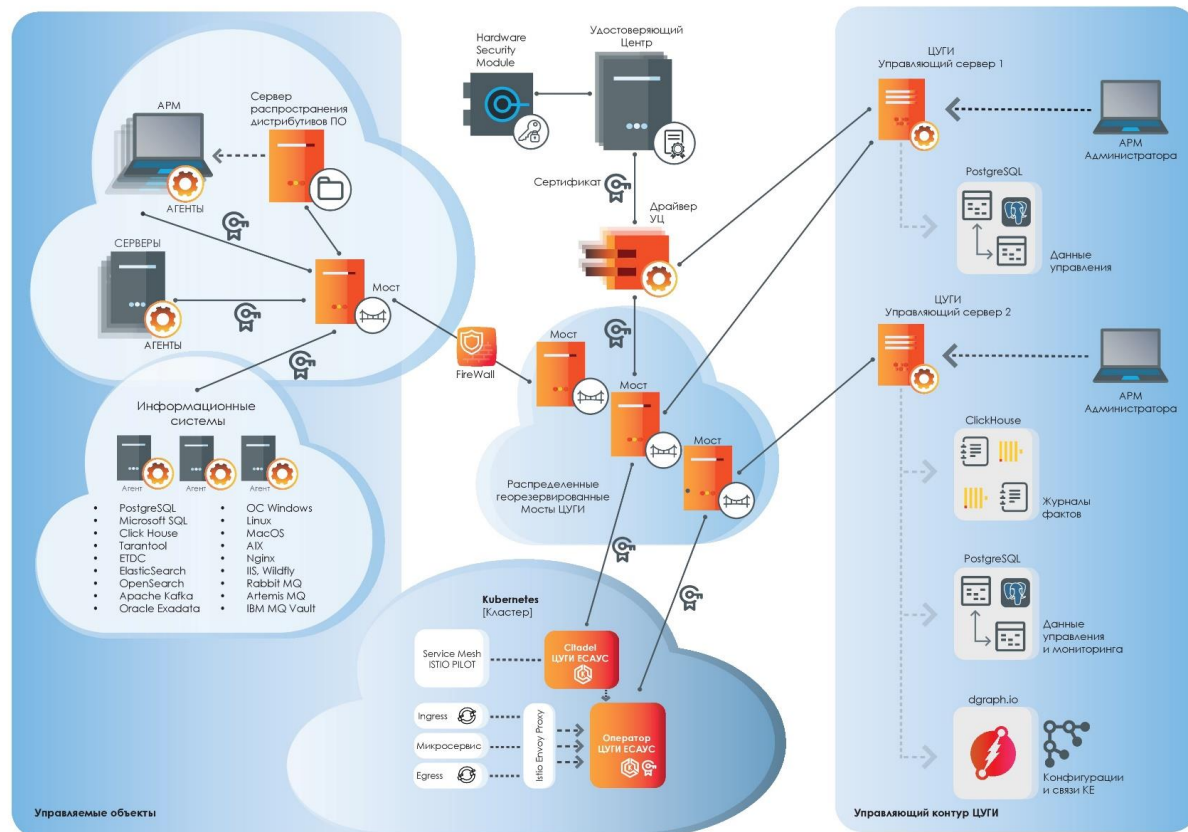 Hardware
Security
Module
Удостоверяющий
Центр
Сертификат
Драйвер
УЦ
АРМ
АГЕНТЫ
Сервер
распространения
дистрибутивов ПО
СЕРВЕРЫ
АГЕНТЫ
Мост
FireWall
Информационные
системы
Агент
Агент
Агент
• PostgreSQL
• Microsoft SQL
• Click House
• Tarantool
• ETDC
• ElasticSearch
• OpenSearch
• Apache Kafka
• Oracle Exadata
• ОС Windows
• Linux
• MacOS
• AIX
• Nginx
• IIS, Wildfly
• Rabbit MQ
• Artemis MQ
• IBM MQ Vault
Управляемые объекты
Мост
Мост
Мост
Распределенные
георезервированные
Мосты ЦУГИ
Kubernetes
[Кластер]
Service Mesh
ISTIO PILOT
Citadel
ЦУГИ ЕСАУС
Ingress
Микросервис
Egress
Istio Envoy Proxy
Оператор
ЦУГИ ЕСАУС
ЦУГИ
Управляющий сервер 1
АРМ
Администратора
PostgreSQL
Данные
управления
ЦУГИ
Управляющий сервер 2
АРМ
Администратора
ClickHouse
Журналы
фактов
PostgreSQL
Данные
управления
и мониторинга
dgraph.io
Конфигурации
и связи КЕ
Управляющий контур ЦУГИ